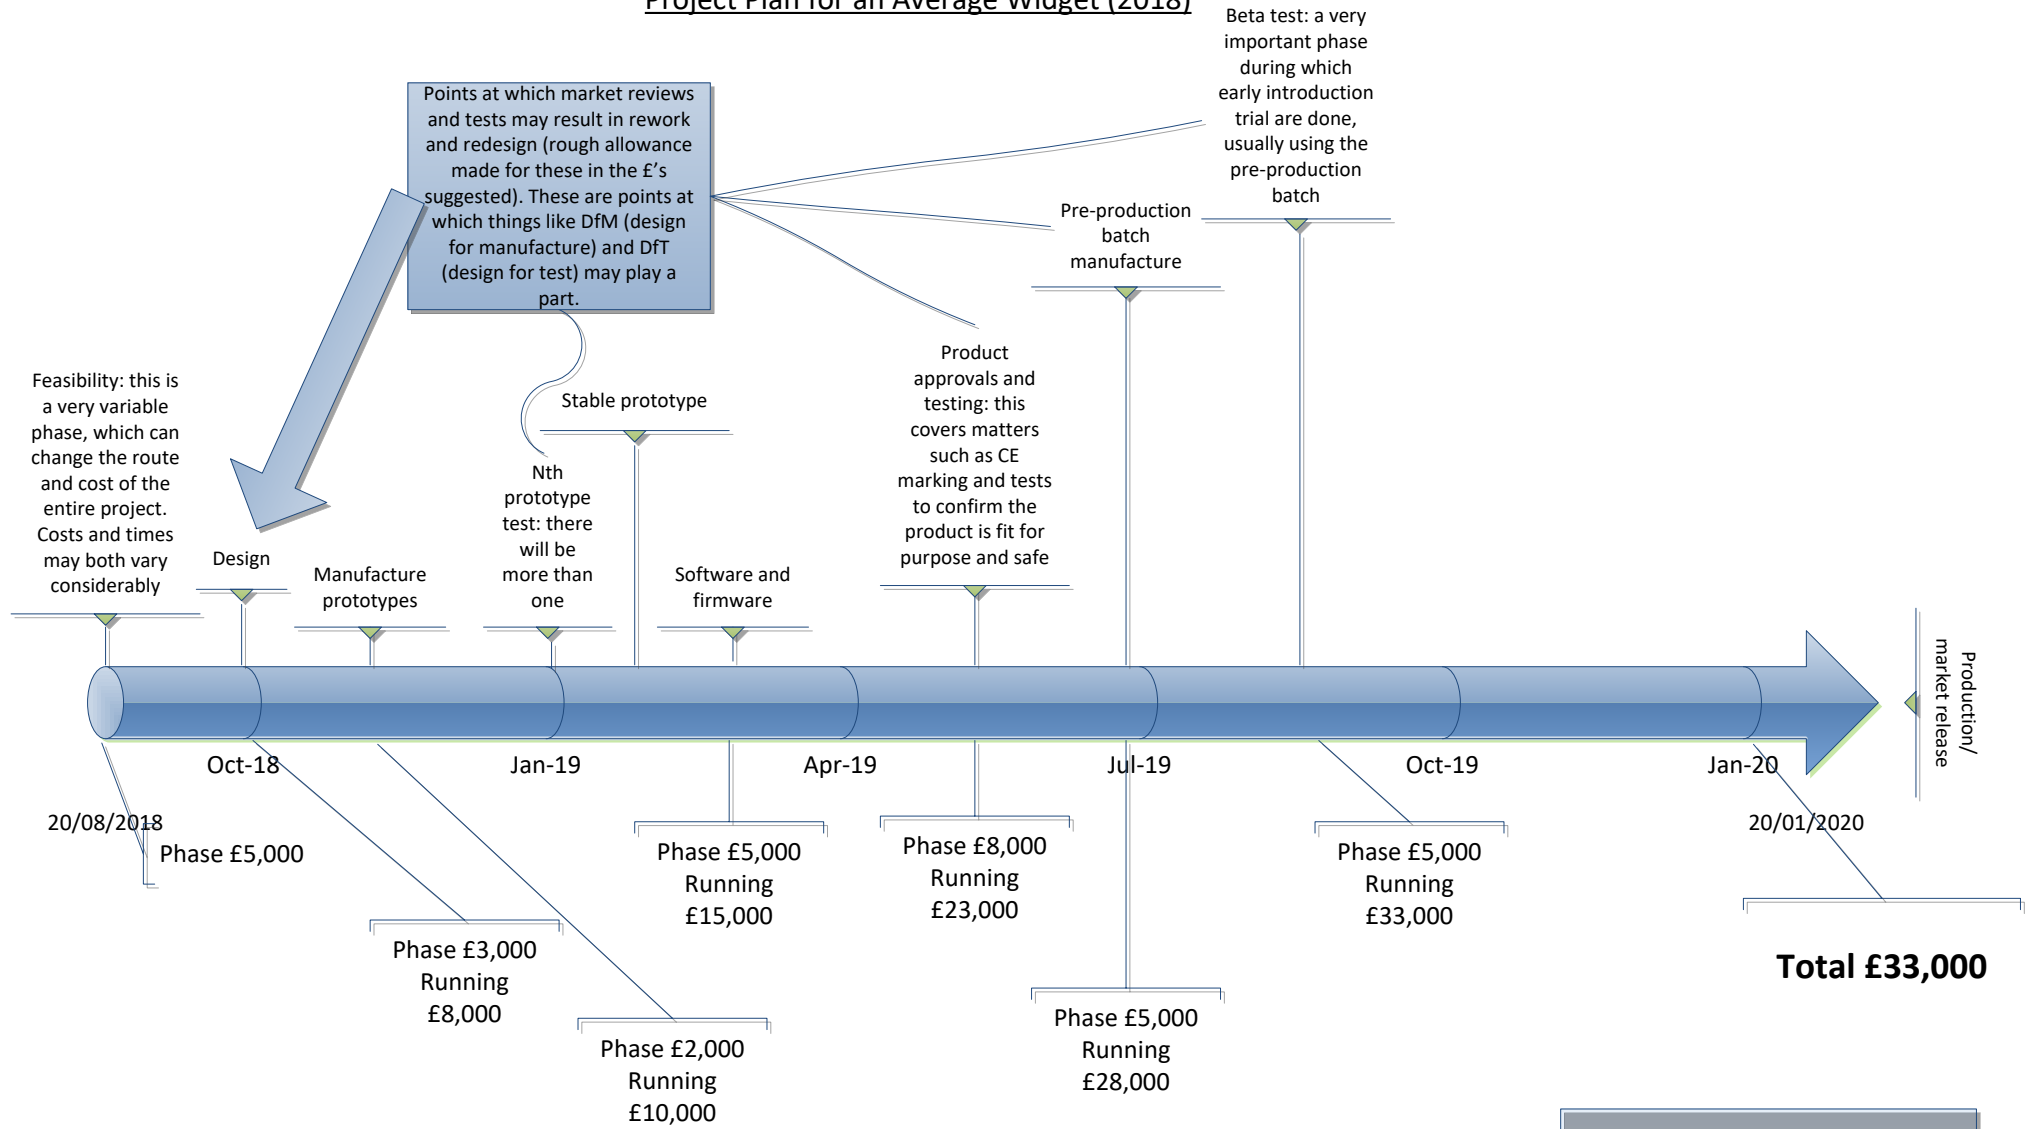 Project Plan for an Average Widget (2018)
Beta test: a very
important phase
during which
early introduction
trial are done,
usually using the
pre-production
batch
Points at which market reviews
and tests may result in rework
and redesign (rough allowance
made for these in the £'s
suggested). These are points at
which things like DfM (design
for manufacture) and DfT
(design for test) may play a
part.
Pre-production
batch
manufacture
Product
approvals and
testing: this
covers matters
such as CE
marking and tests
to confirm the
product is fit for
purpose and safe
Feasibility: this is
a very variable
phase, which can
change the route
and cost of the
entire project.
Costs and times
may both vary
considerably
Design
Manufacture
prototypes
Nth
prototype
test: there
will be
more than
one
Stable prototype
Software and
firmware
Production/
market release
Oct-18
Jan-19
Apr-19
Jul-19
Oct-19
Jan-20
20/08/2018
20/01/2020
Phase £5,000
Phase £3,000
Running
£8,000
Phase £2,000
Running
£10,000
Phase £5,000
Running
£15,000
Phase £8,000
Running
£23,000
Phase £5,000
Running
£28,000
Phase £5,000
Running
£33,000
Total £33,000